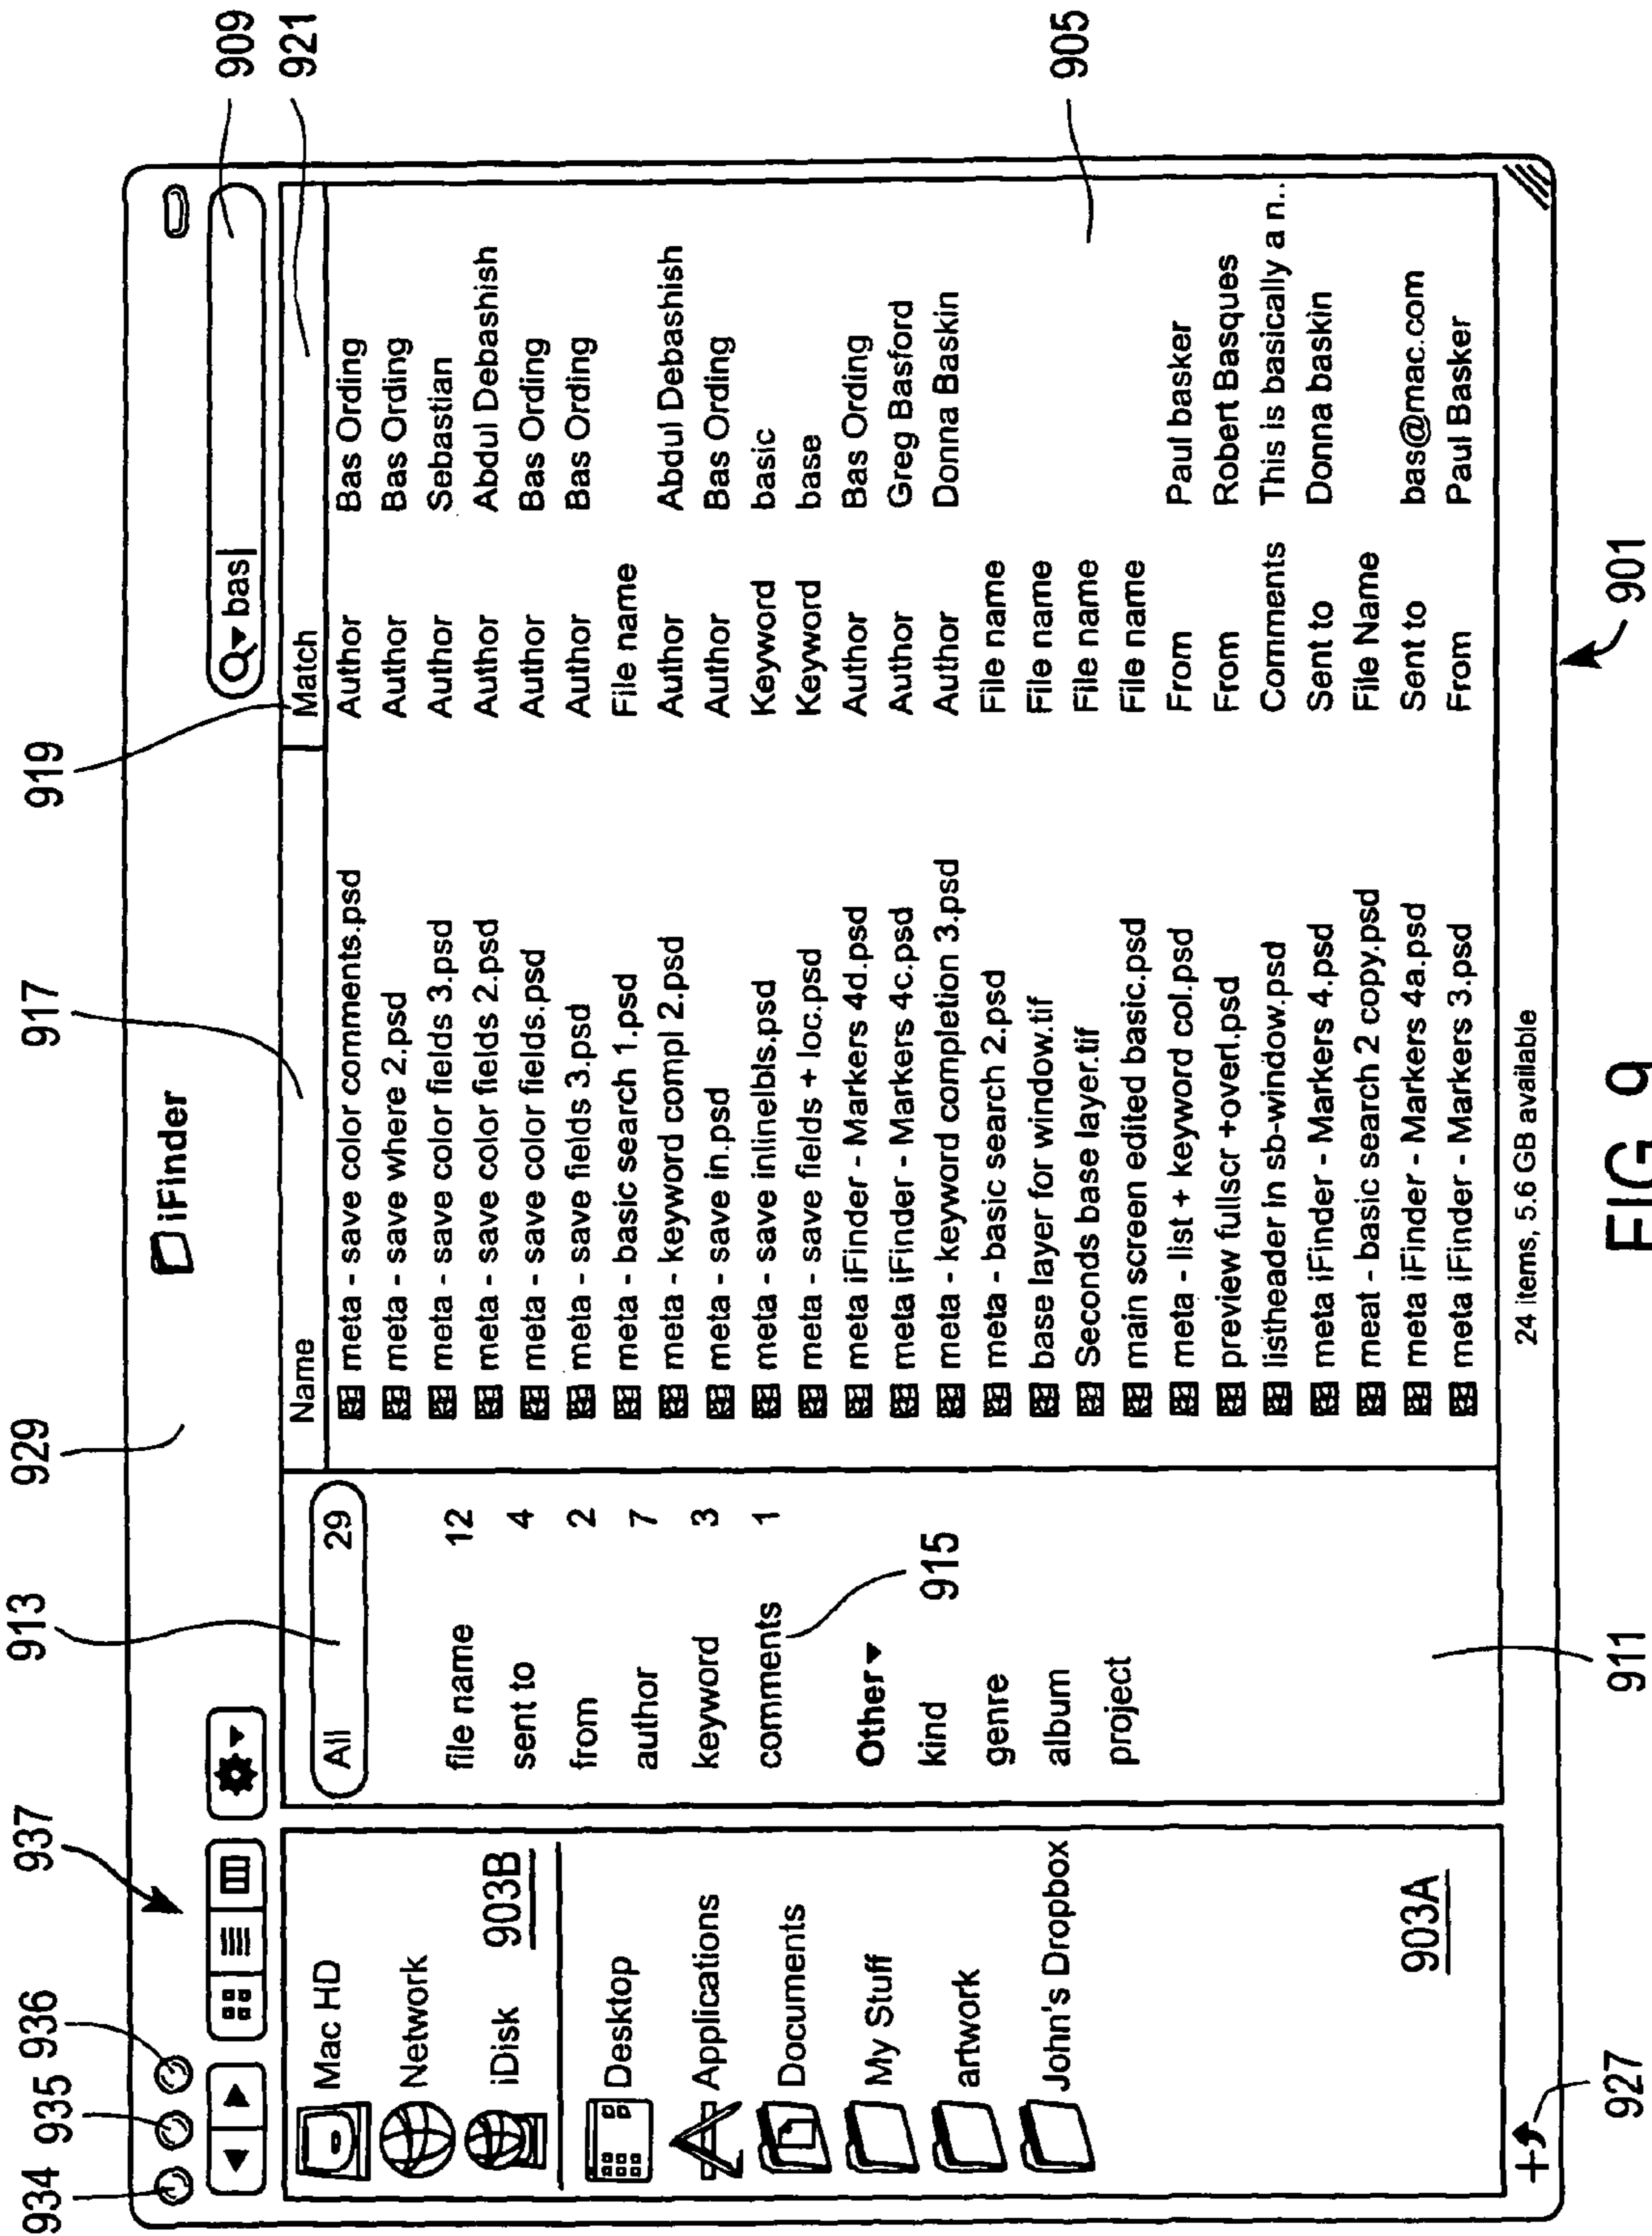 934 935 936 937 913 929 917 919 909 921
iFinder
bas
Mac HD
Network
iDisk
903B
Desktop
Applications
Documents
My Stuff
artwork
John's Dropbox
903A
All 29
file name 12
sent to 4
from 2
author 7
keyword 3
comments 1
915
Other
kind
genre
album
project
Name Match
meta - save color comments.psd Author Bas Ording
meta - save where 2.psd Author Bas Ording
meta - save color fields 3.psd Author Sebastian
meta - save color fields 2.psd Author Abdul Debashish
meta - save color fields.psd Author Bas Ording
meta - save fields 3.psd Author Bas Ording
meta - basic search 1.psd File name
meta - keyword compl 2.psd Author Abdul Debashish
meta - save in.psd Author Bas Ording
meta - save inlinelbls.psd Keyword basic
meta - save fields + loc.psd Keyword base
meta iFinder - Markers 4d.psd Author Bas Ording
meta iFinder - Markers 4c.psd Author Greg Basford
meta - keyword completion 3.psd Author Donna Baskin
meta - basic search 2.psd File name
base layer for window.tif File name
Seconds base layer.tif File name
main screen edited basic.psd File name
meta - list + keyword col.psd From Paul basker
preview fullscr +overl.psd From Robert Basques
listheader in sb-window.psd Comments This is basically a n..
meta iFinder - Markers 4.psd Sent to Donna baskin
meat - basic search 2 copy.psd File Name
meta iFinder - Markers 4a.psd Sent to bas@mac.com
meta iFinder - Markers 3.psd From Paul Basker
905
24 items, 5.6 GB available
927 911 901
FIG. 9